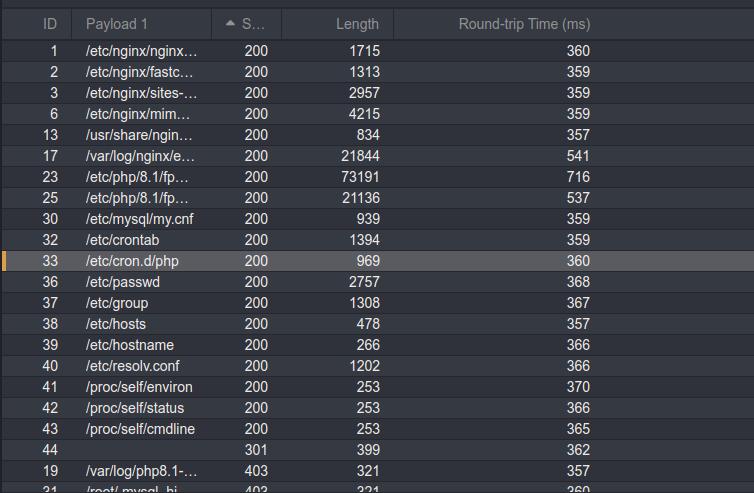 ID Payload 1 S… Length Round-trip Time (ms)
1 /etc/nginx/nginx… 200 1715 360
2 /etc/nginx/fastc… 200 1313 359
3 /etc/nginx/sites-… 200 2957 359
6 /etc/nginx/mim… 200 4215 359
13 /usr/share/ngin… 200 834 357
17 /var/log/nginx/e… 200 21844 541
23 /etc/php/8.1/fp… 200 73191 716
25 /etc/php/8.1/fp… 200 21136 537
30 /etc/mysql/my.cnf 200 939 359
32 /etc/crontab 200 1394 359
33 /etc/cron.d/php 200 969 360
36 /etc/passwd 200 2757 368
37 /etc/group 200 1308 367
38 /etc/hosts 200 478 357
39 /etc/hostname 200 266 366
40 /etc/resolv.conf 200 1202 366
41 /proc/self/environ 200 253 370
42 /proc/self/status 200 253 366
43 /proc/self/cmdline 200 253 365
44 301 399 362
19 /var/log/php8.1-… 403 321 357
31 /root/.mysql_hi… 403 321 360